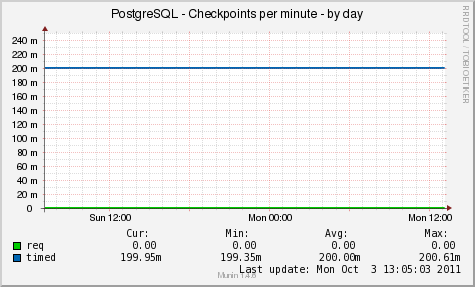 PostgreSQL - Checkpoints per minute - by day
RRDTOOL / TOBI OETIKER
240 m
220 m
200 m
180 m
160 m
140 m
120 m
100 m
80 m
60 m
40 m
20 m
0
Sun 12:00 Mon 00:00 Mon 12:00
Cur: Min: Avg: Max:
req 0.00 0.00 0.00 0.00
timed 199.95m 199.35m 200.00m 200.61m
Last update: Mon Oct 3 13:05:03 2011
Munin 1.4.6